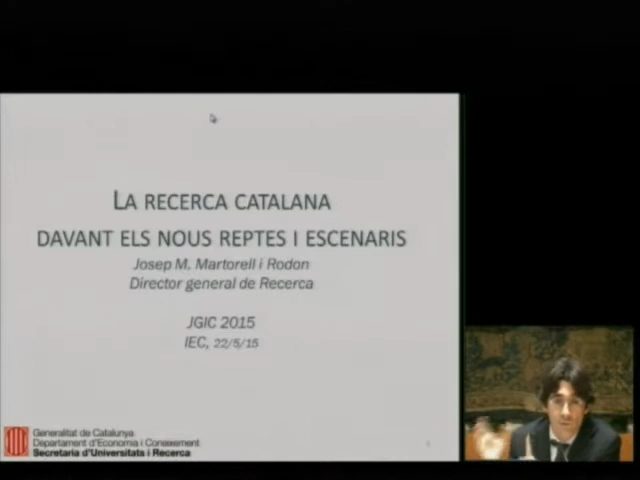 LA RECERCA CATALANA
DAVANT ELS NOUS REPTES I ESCENARIS
Josep M. Martorell i Rodon
Director general de Recerca
JGIC 2015
IEC, 22/5/15
Generalitat de Catalunya
Departament d'Economia i Coneixement
Secretaria d'Universitats i Recerca